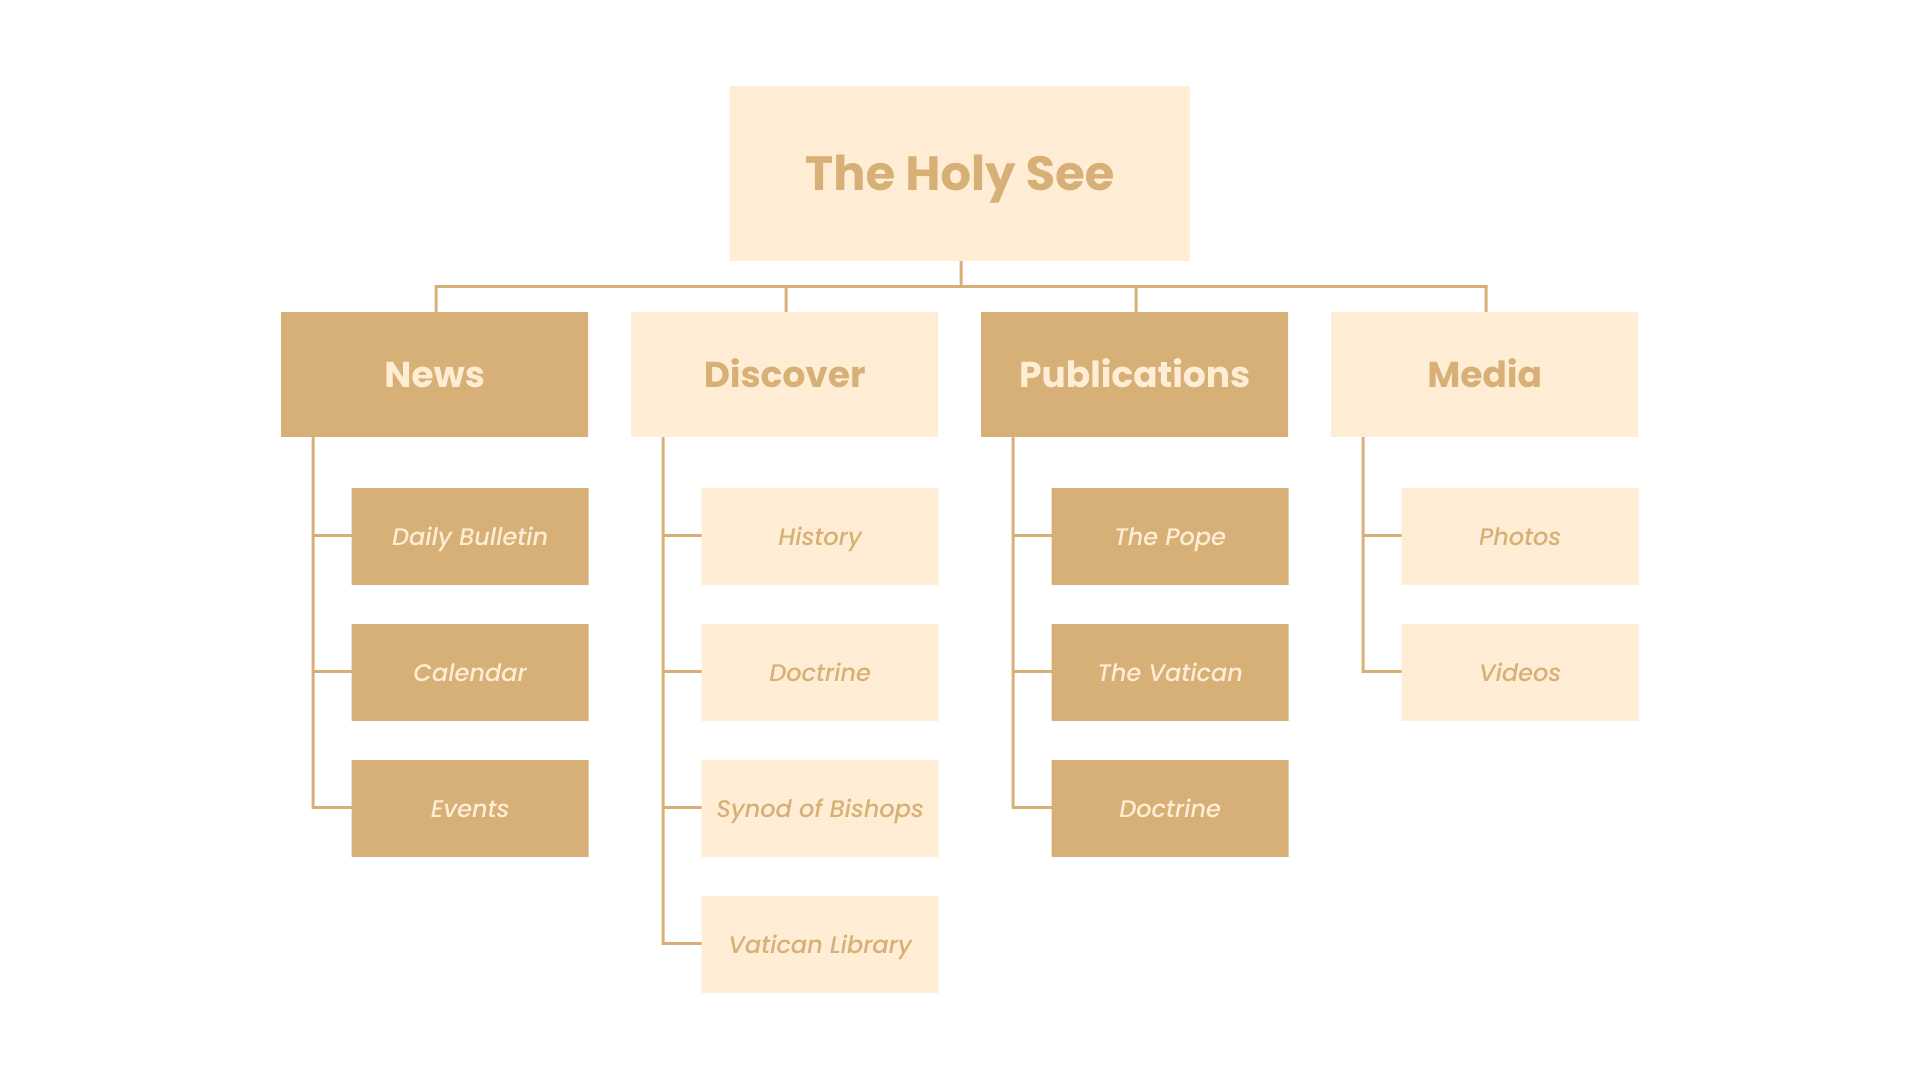 The Holy See
News
Discover
Publications
Media
Daily Bulletin
History
The Pope
Photos
Calendar
Doctrine
The Vatican
Videos
Events
Synod of Bishops
Doctrine
Vatican Library